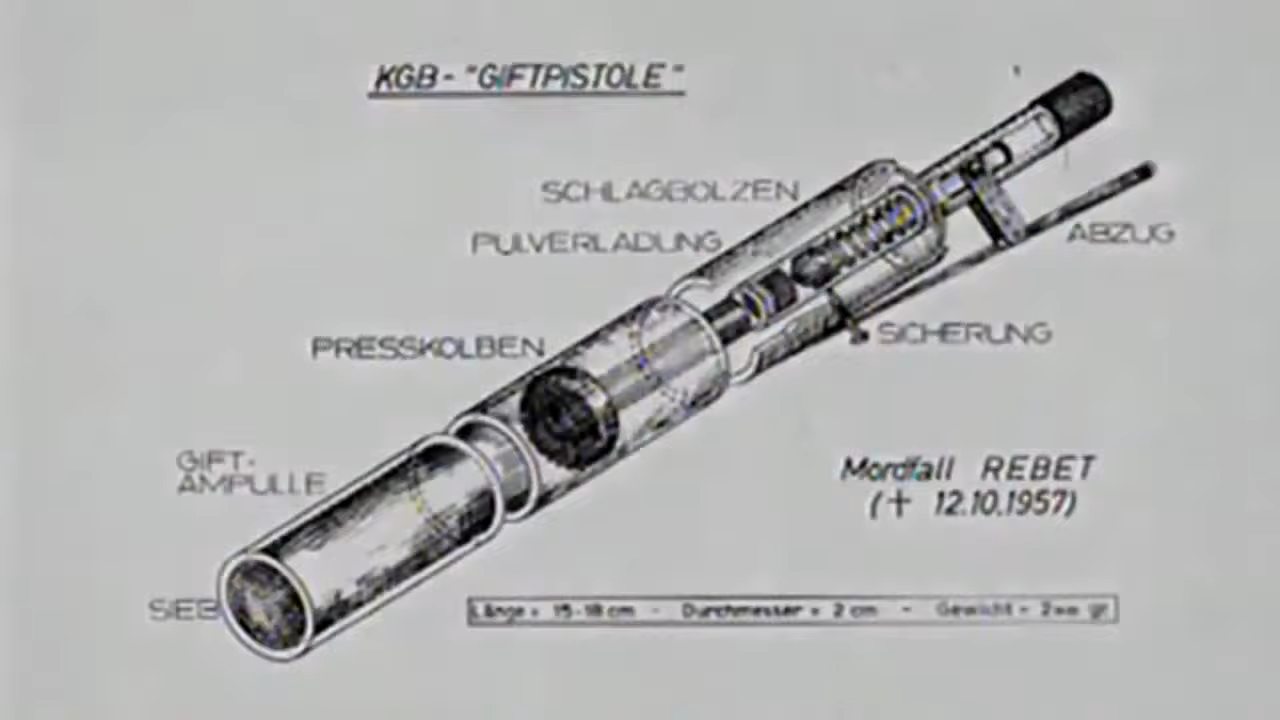 KGB - "GIFTPISTOLE"
SCHLAGBOLZEN
PULVERLADUNG
ABZUG
SICHERUNG
PRESSKOLBEN
GIFT-
AMPULLE
Mordfall REBET
(† 12.10.1957)
SIEB
Länge = 15-18 cm - Durchmesser = 2 cm - Gewicht = gr.